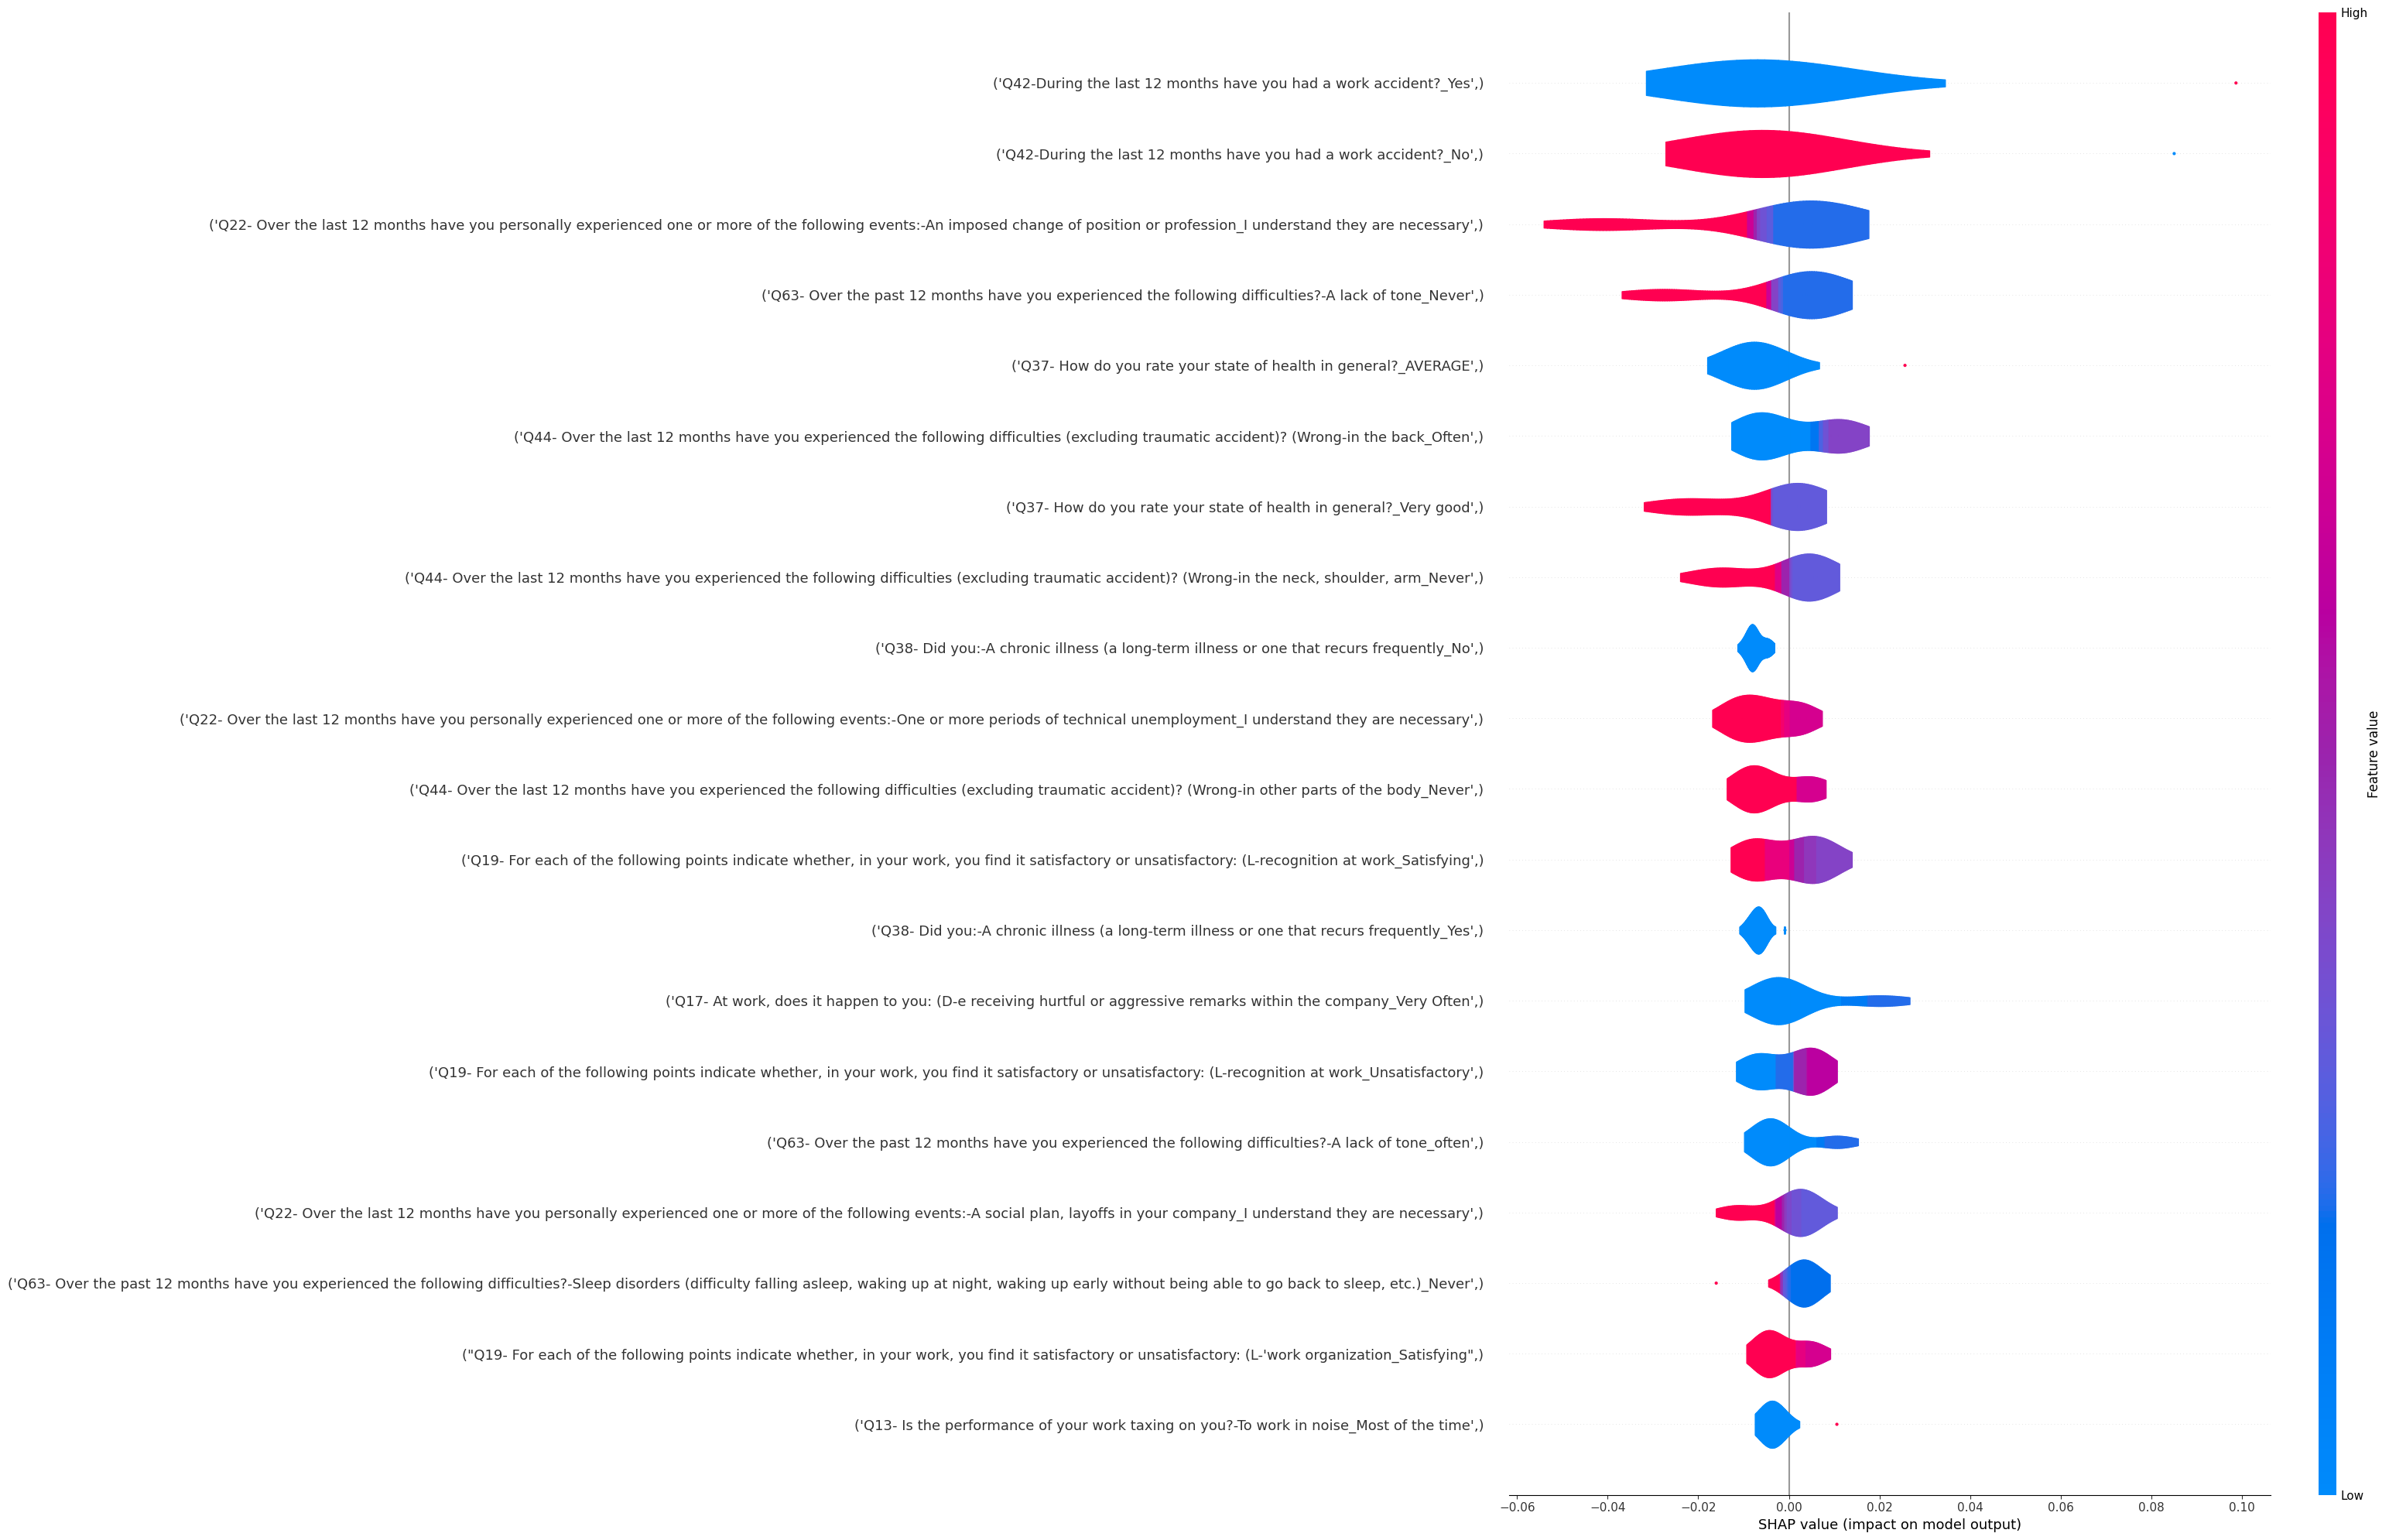 High
('Q42-During the last 12 months have you had a work accident?_Yes',)
('Q42-During the last 12 months have you had a work accident?_No',)
('Q22- Over the last 12 months have you personally experienced one or more of the following events:-An imposed change of position or profession_I understand they are necessary',)
('Q63- Over the past 12 months have you experienced the following difficulties?-A lack of tone_Never',)
('Q37- How do you rate your state of health in general?_AVERAGE',)
('Q44- Over the last 12 months have you experienced the following difficulties (excluding traumatic accident)? (Wrong-in the back_Often',)
('Q37- How do you rate your state of health in general?_Very good',)
('Q44- Over the last 12 months have you experienced the following difficulties (excluding traumatic accident)? (Wrong-in the neck, shoulder, arm_Never',)
('Q38- Did you:-A chronic illness (a long-term illness or one that recurs frequently_No',)
('Q22- Over the last 12 months have you personally experienced one or more of the following events:-One or more periods of technical unemployment_I understand they are necessary',)
('Q44- Over the last 12 months have you experienced the following difficulties (excluding traumatic accident)? (Wrong-in other parts of the body_Never',)
('Q19- For each of the following points indicate whether, in your work, you find it satisfactory or unsatisfactory: (L-recognition at work_Satisfying',)
('Q38- Did you:-A chronic illness (a long-term illness or one that recurs frequently_Yes',)
('Q17- At work, does it happen to you: (D-e receiving hurtful or aggressive remarks within the company_Very Often',)
('Q19- For each of the following points indicate whether, in your work, you find it satisfactory or unsatisfactory: (L-recognition at work_Unsatisfactory',)
('Q63- Over the past 12 months have you experienced the following difficulties?-A lack of tone_often',)
('Q22- Over the last 12 months have you personally experienced one or more of the following events:-A social plan, layoffs in your company_I understand they are necessary',)
('Q63- Over the past 12 months have you experienced the following difficulties?-Sleep disorders (difficulty falling asleep, waking up at night, waking up early without being able to go back to sleep, etc.)_Never',)
("Q19- For each of the following points indicate whether, in your work, you find it satisfactory or unsatisfactory: (L-'work organization_Satisfying",)
('Q13- Is the performance of your work taxing on you?-To work in noise_Most of the time',)
Feature value
Low
−0.06 −0.04 −0.02 0.00 0.02 0.04 0.06 0.08 0.10
SHAP value (impact on model output)